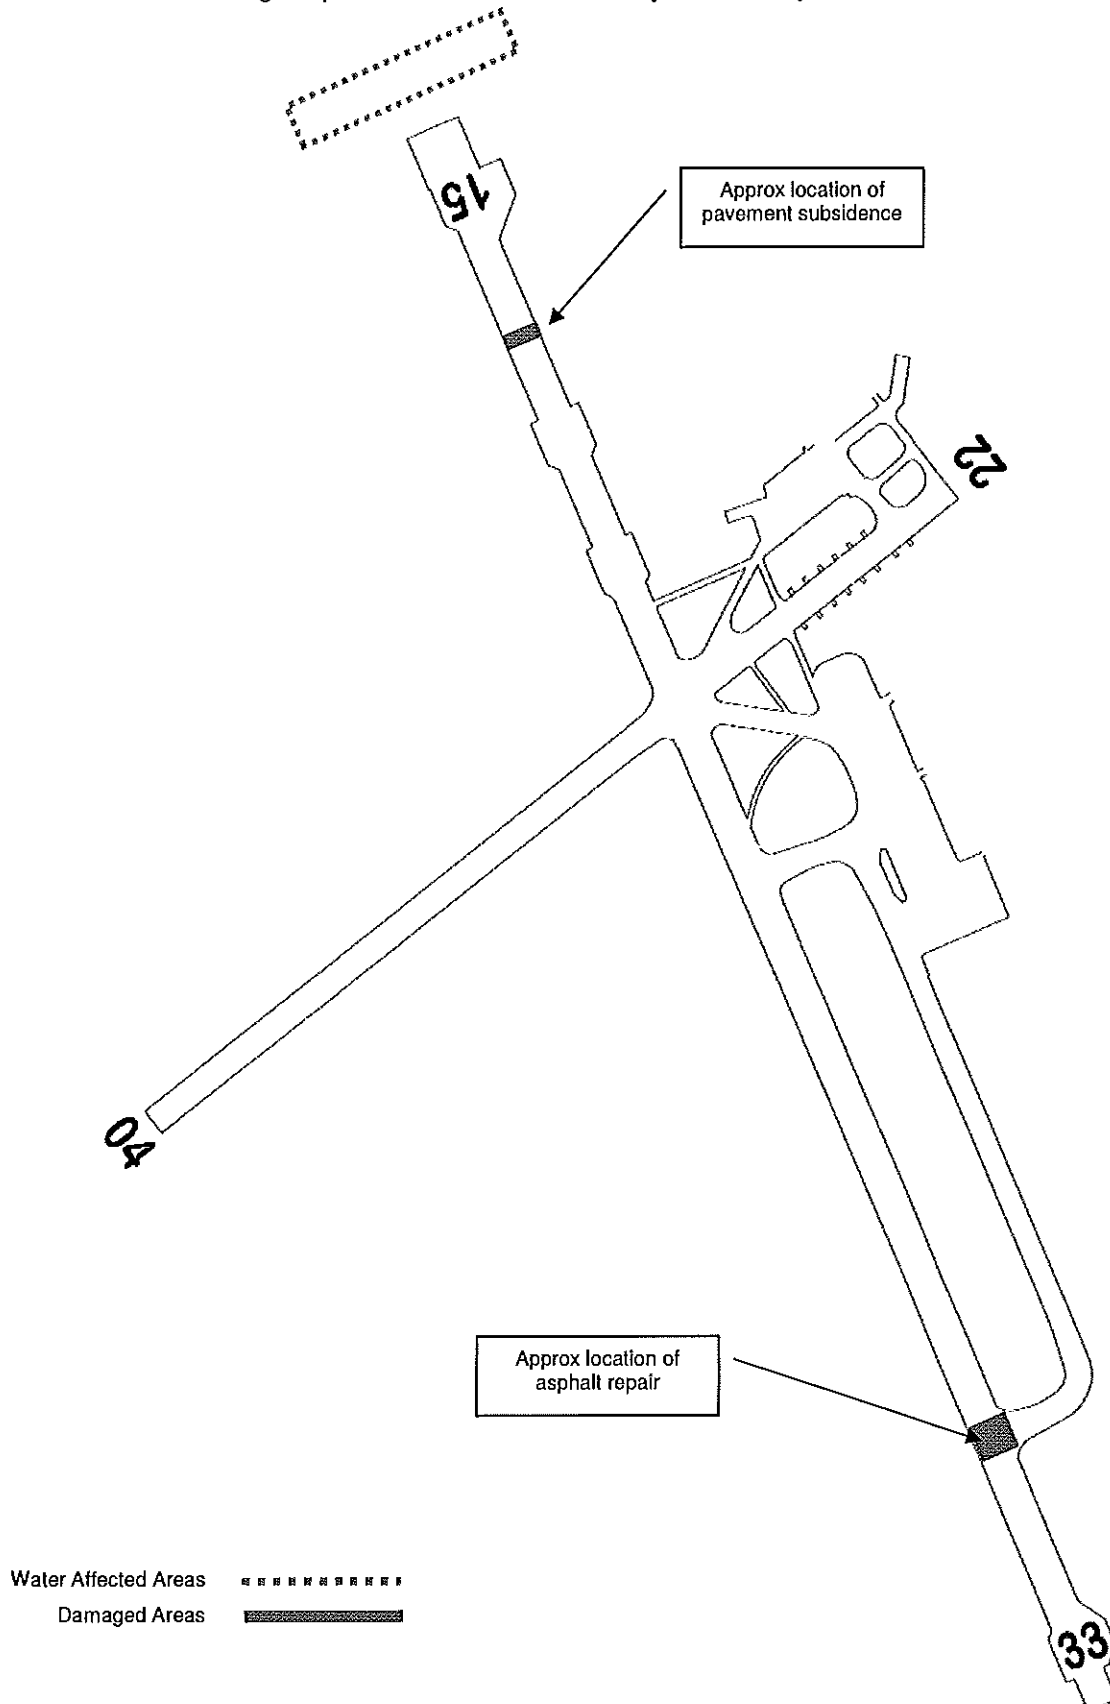 15
Approx location of
pavement subsidence
22
04
Approx location of
asphalt repair
Water Affected Areas
Damaged Areas
33